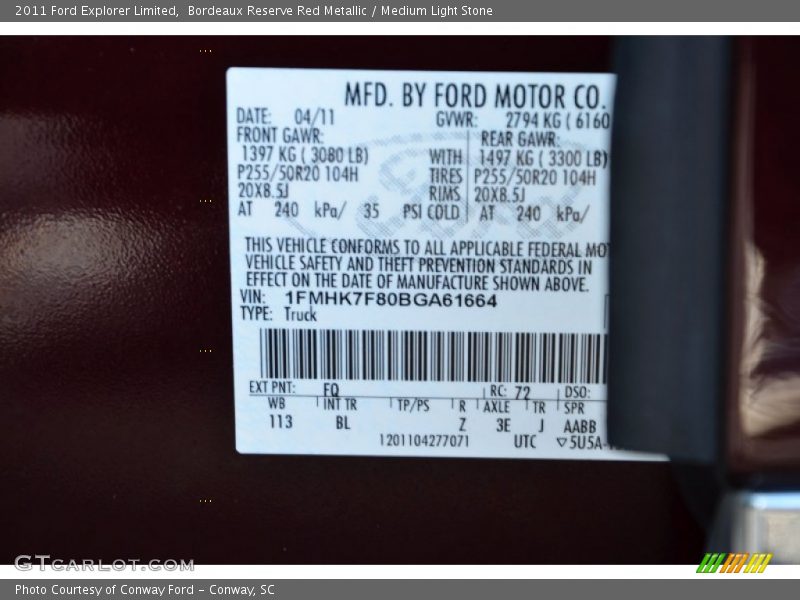 2011 Ford Explorer Limited,  Bordeaux Reserve Red Metallic / Medium Light Stone
MFD. BY FORD MOTOR CO.
DATE: 04/11 GVWR: 2794 KG ( 6160
FRONT GAWR: REAR GAWR:
1397 KG ( 3080 LB) WITH 1497 KG ( 3300 LB)
P255/50R20 104H TIRES P255/50R20 104H
20X8.5J RIMS 20X8.5J
AT 240 kPa/ 35 PSI COLD AT 240 kPa/
THIS VEHICLE CONFORMS TO ALL APPLICABLE FEDERAL
VEHICLE SAFETY AND THEFT PREVENTION STANDARDS IN
EFFECT ON THE DATE OF MANUFACTURE SHOWN ABOVE.
VIN: 1FMHK7F80BGA61664
TYPE: Truck
EXT PNT: FQ RC: 72 DSO:
WB INT TR TP/PS R AXLE TR SPR
113 BL Z 3E J AABB
1201104277071 UTC ▽5U5A-
GTCARLOT.COM
Photo Courtesy of Conway Ford - Conway, SC